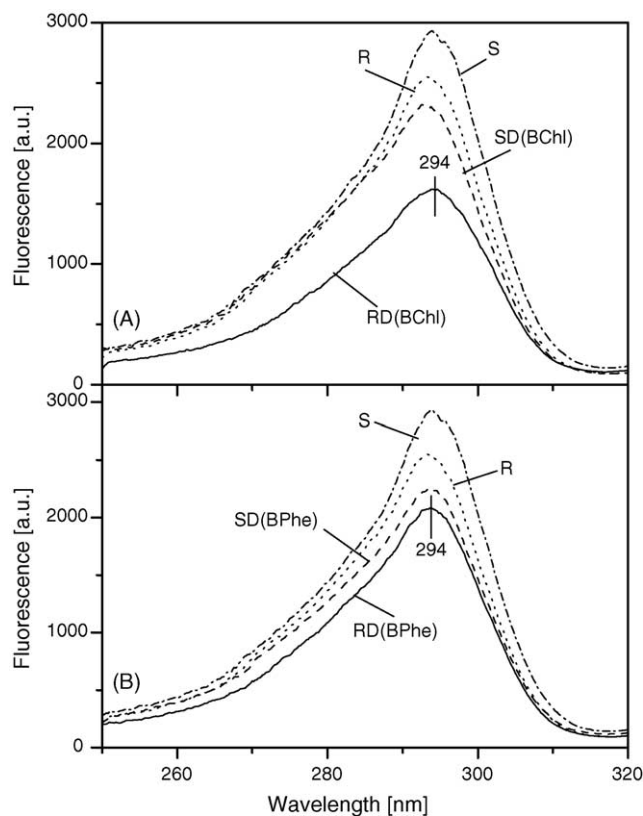 3000
S
R
SD(BChl)
294
2000
Fluorescence [a.u.]
1000
(A)
RD(BChl)
0
3000
S
R
SD(BPhe)
2000
294
Fluorescence [a.u.]
RD(BPhe)
1000
(B)
0
260 280 300 320
Wavelength [nm]